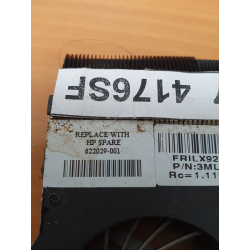 4176SF
REPLACE WITH
HP SPARE
622029-001
FRILX92
P/N:3ML
Rc=1.11